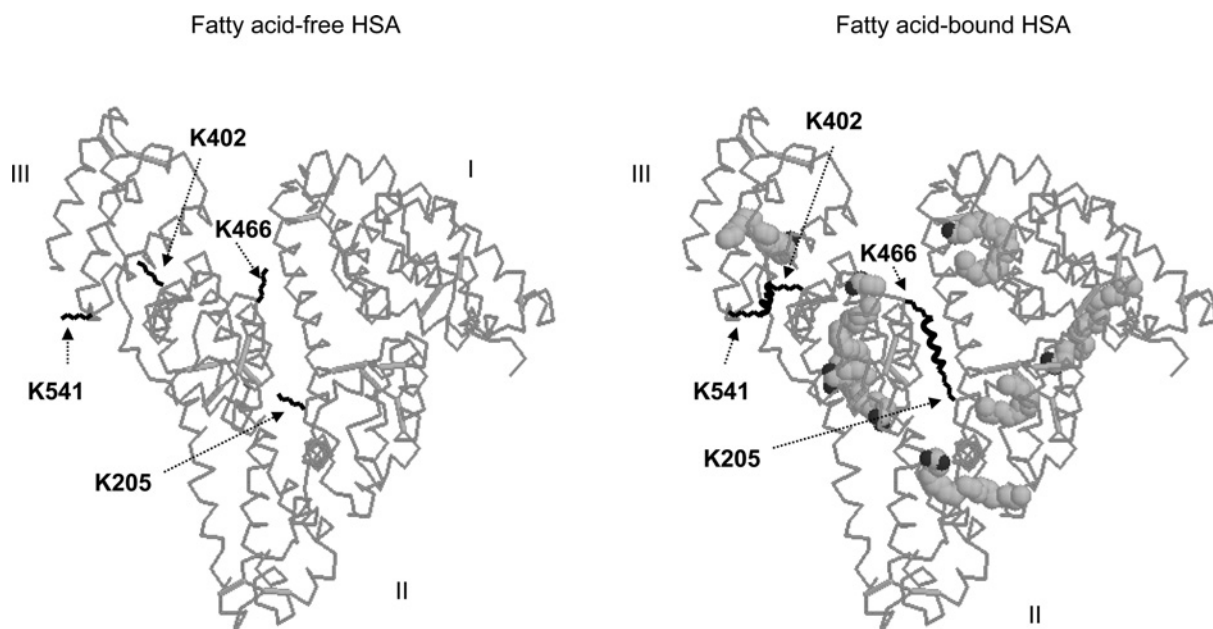 Fatty acid-free HSA
III
K402
K466
I
K541
K205
II
Fatty acid-bound HSA
III
K402
I
K466
K541
K205
II